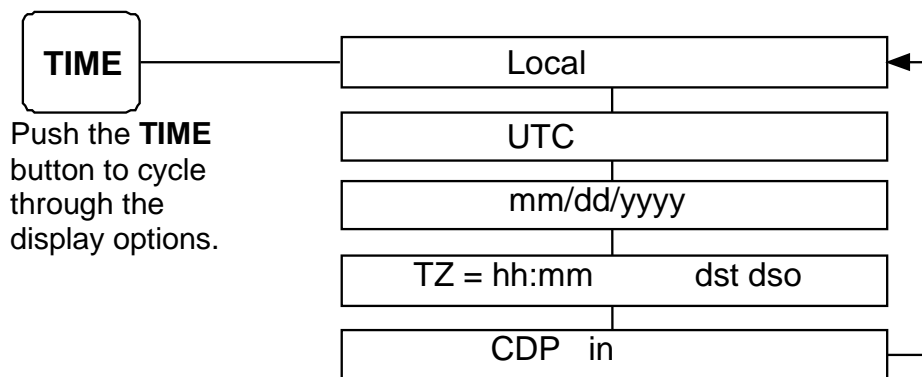 TIME
Local
Push the TIME
button to cycle
through the
display options.
UTC
mm/dd/yyyy
TZ = hh:mm dst dso
CDP in